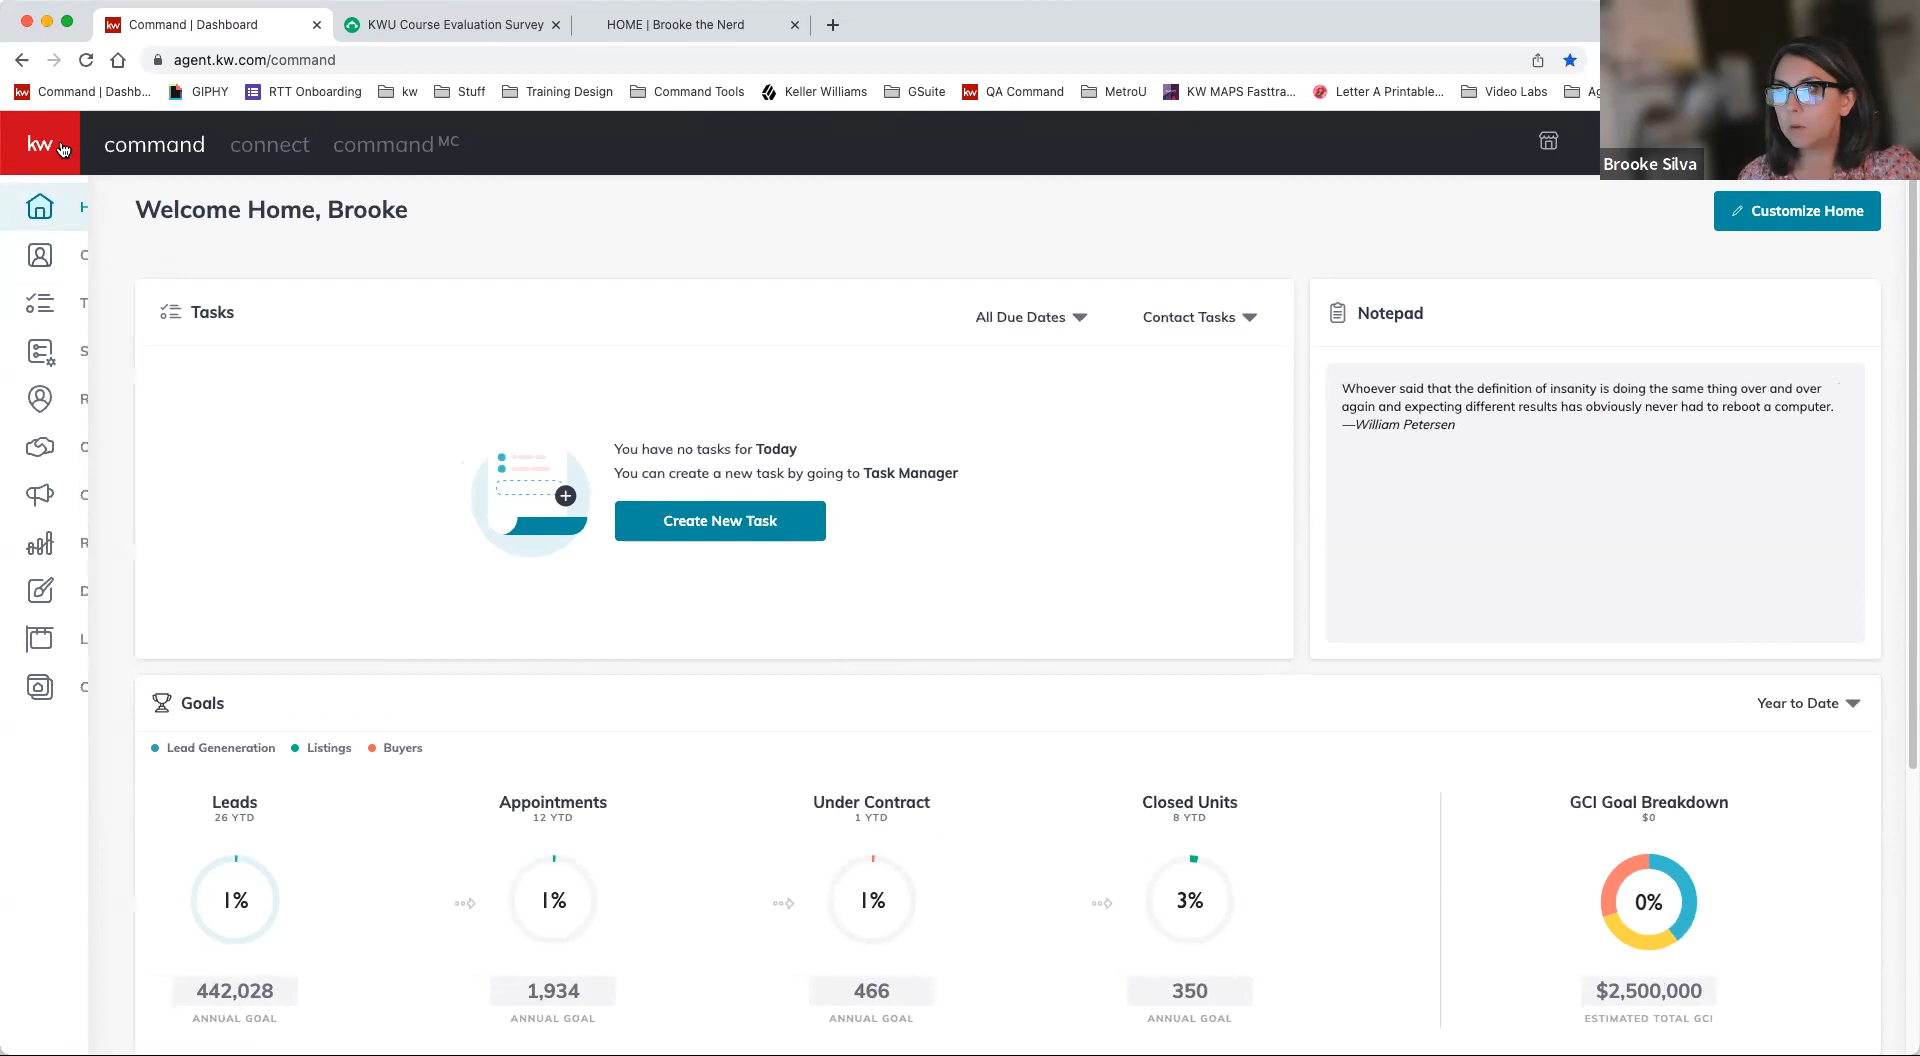 Command | Dashboard
KWU Course Evaluation Survey
HOME | Brooke the Nerd
agent.kw.com/command
kw Command | Dashb... GIPHY RTT Onboarding kw Stuff Training Design Command Tools Keller Williams GSuite kw QA Command MetroU KW MAPS Fasttra... Letter A Printable... Video Labs
kw command connect command MC
Brooke Silva
Welcome Home, Brooke
Customize Home
H
C
T
S
R
O
C
R
D
L
C
Tasks
All Due Dates
Contact Tasks
You have no tasks for Today
You can create a new task by going to Task Manager
Create New Task
Notepad
Whoever said that the definition of insanity is doing the same thing over and over
again and expecting different results has obviously never had to reboot a computer.
—William Petersen
Goals
Year to Date
Lead Geneneration Listings Buyers
Leads
26 YTD
1%
442,028
ANNUAL GOAL
Appointments
12 YTD
1%
1,934
ANNUAL GOAL
Under Contract
1 YTD
1%
466
ANNUAL GOAL
Closed Units
8 YTD
3%
350
ANNUAL GOAL
GCI Goal Breakdown
$0
0%
$2,500,000
ESTIMATED TOTAL GCI